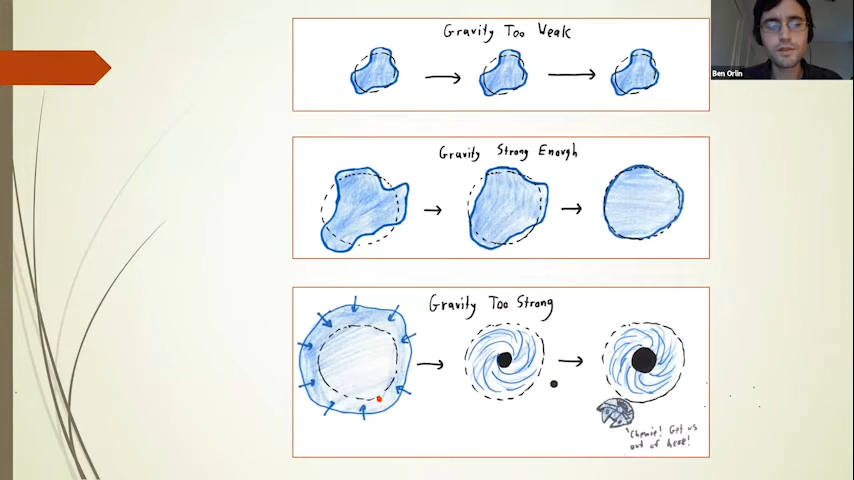 Gravity Too Weak
Ben Orlin
Gravity Strong Enough
Gravity Too Strong
"Chewie! Get us
out of here!